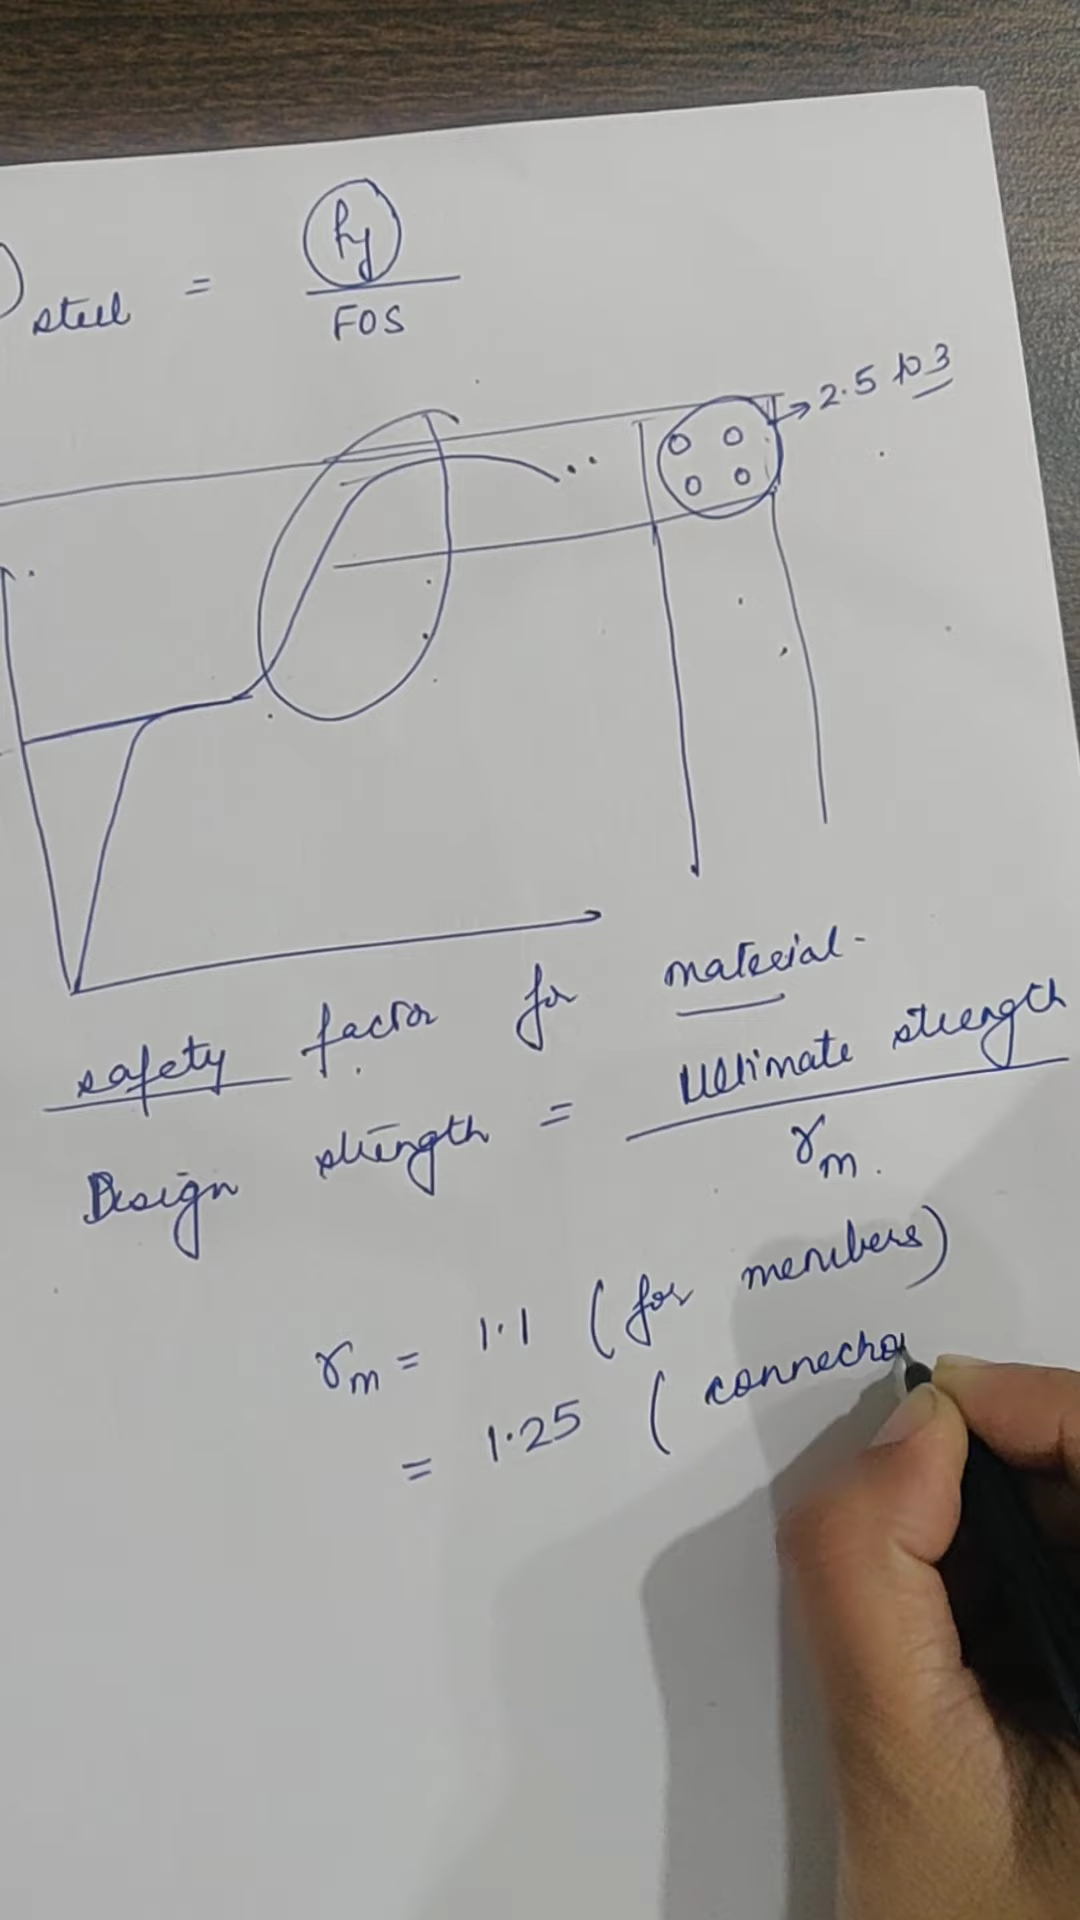 fy
steel =
FOS
2.5 to 3
safety factor for material
Design strength = Ultimate strength
γm.
γm = 1.1 (for members)
= 1.25 (connecto